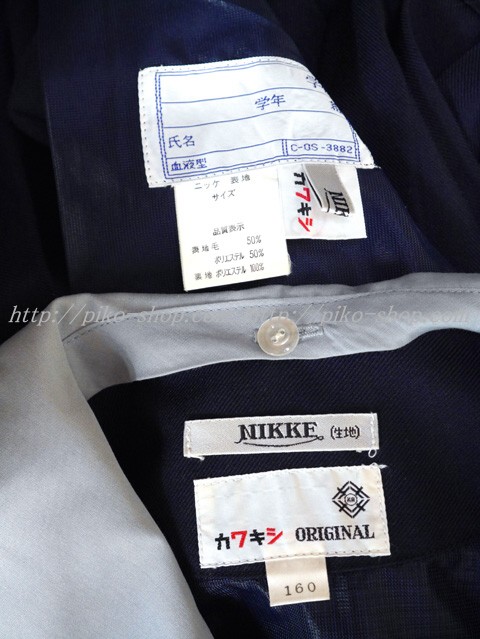 学年
氏名
血液型
C-OS-3882
ニッケ 表地
サイズ
品質表示
表地毛 50%
ポリエステル 50%
裏地 ポリエステル 100%
カワキシ
http://piko-shop.com
http://piko-shop.co
NIKKE (生地)
カワキシ ORIGINAL
160